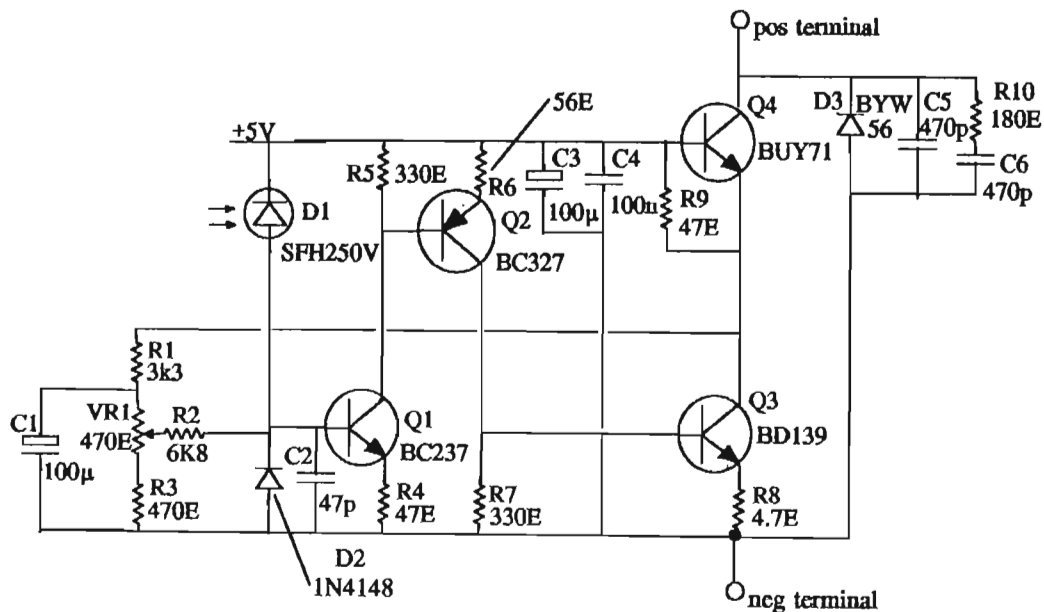 pos terminal
56E
Q4
D3
BYW
56
C5
470p
R10
180E
C6
470p
+5V
R5
330E
R6
C3
100µ
C4
100n
BUY71
R9
47E
D1
SFH250V
Q2
BC327
R1
3k3
C1
100µ
VR1
470E
R2
6K8
Q1
BC237
C2
47p
Q3
BD139
R3
470E
R4
47E
R7
330E
R8
4.7E
D2
1N4148
neg terminal